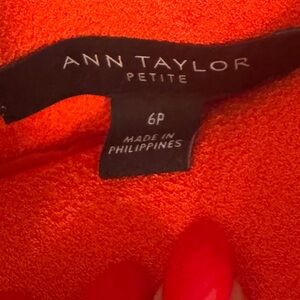 ANN TAYLOR
PETITE
6P
MADE IN
PHILIPPINES